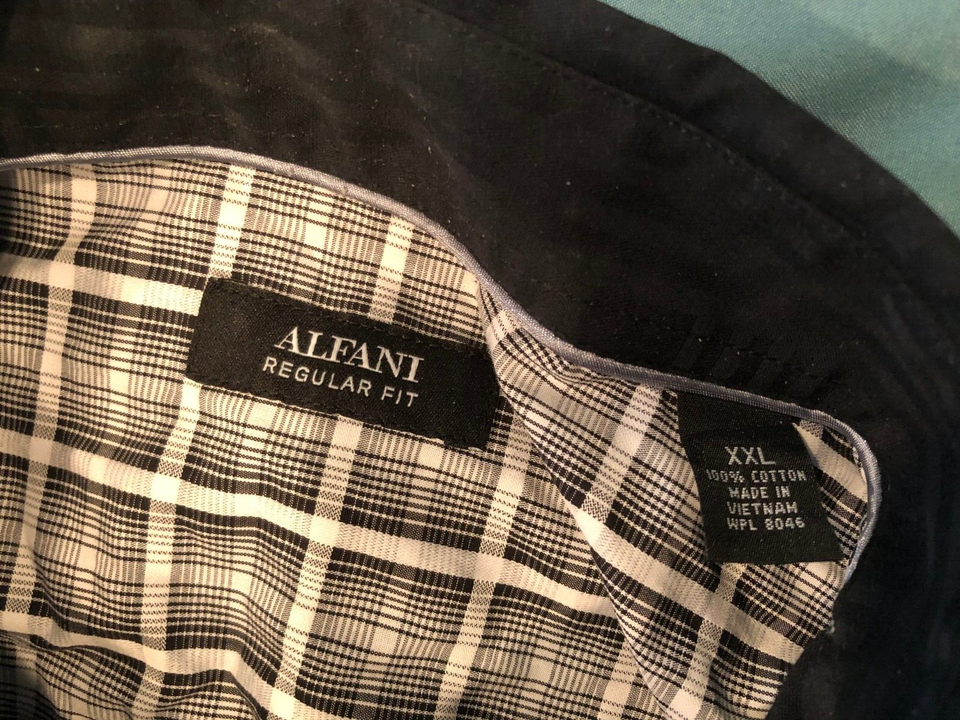 ALFANI
REGULAR FIT
XXL
100% COTTON
MADE IN
VIETNAM
WPL 8046